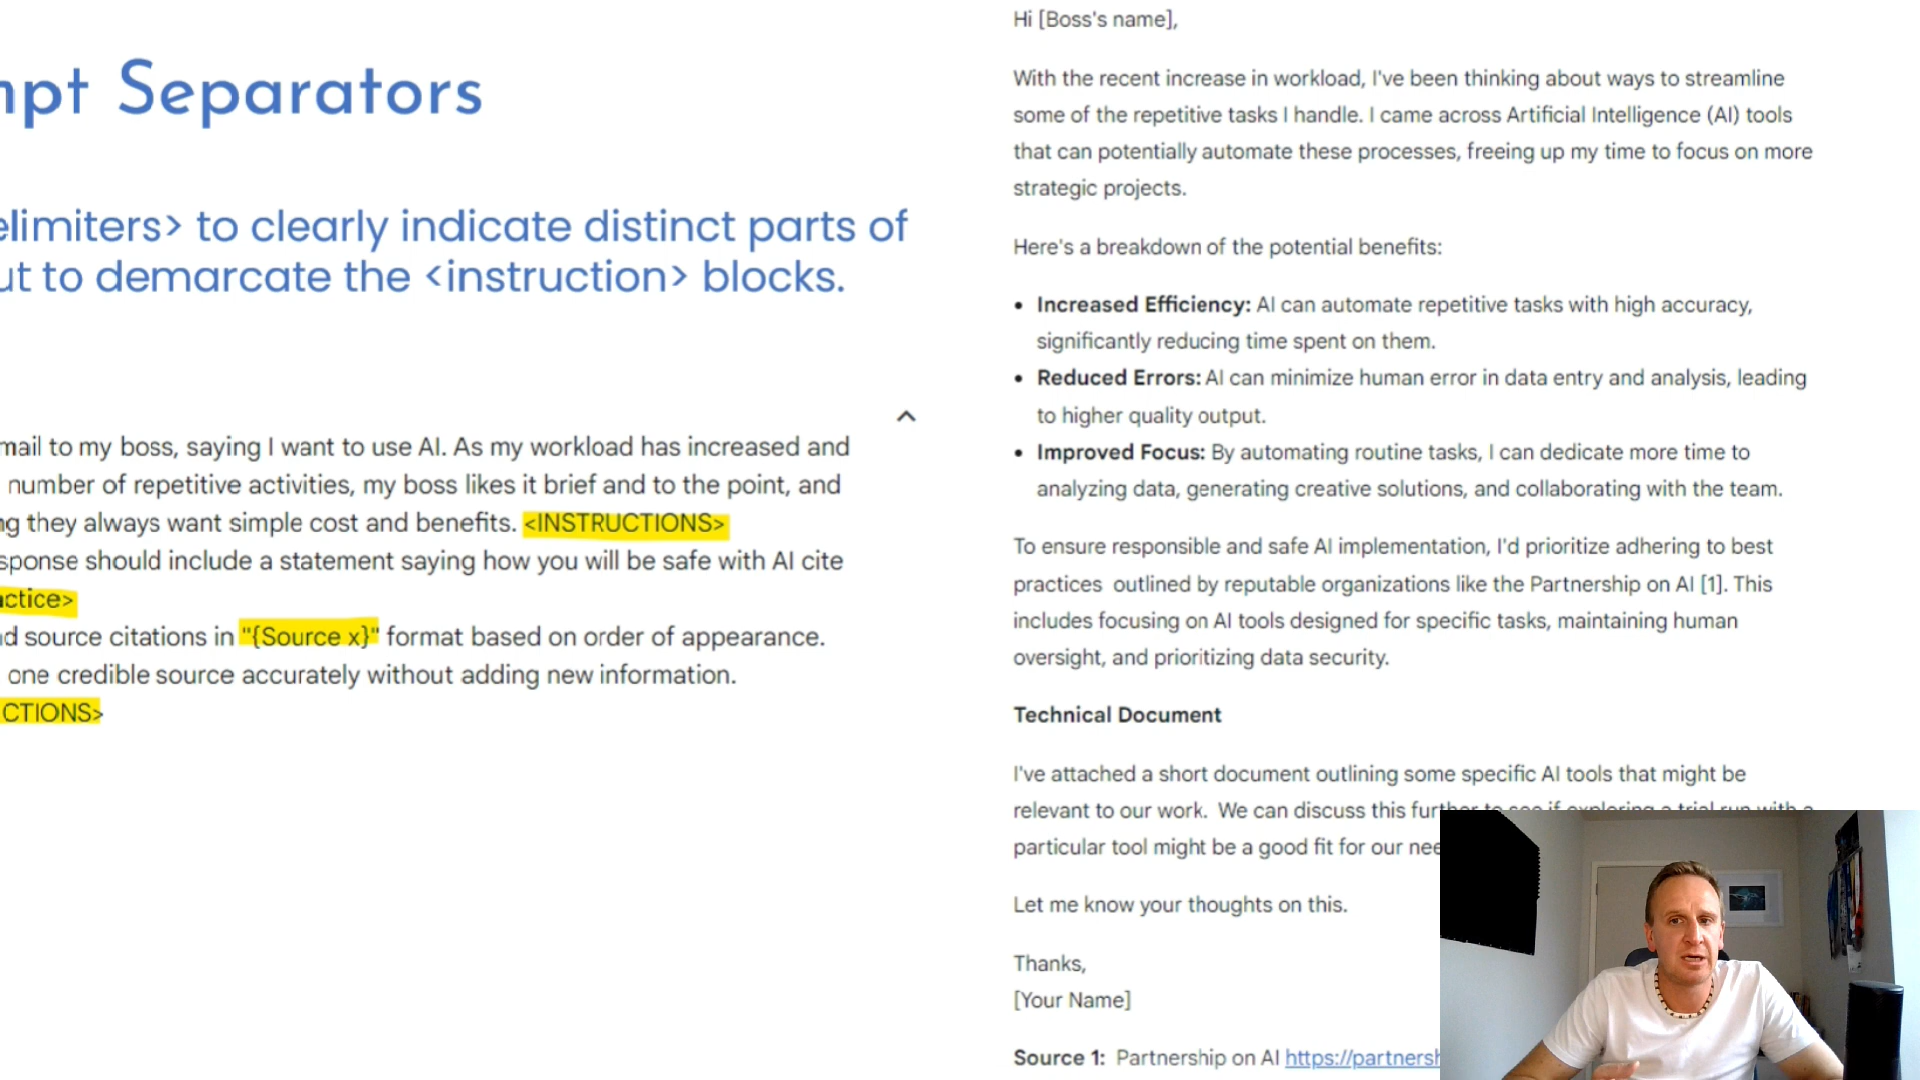 mpt Separators
elimiters> to clearly indicate distinct parts of
ut to demarcate the <instruction> blocks.
mail to my boss, saying I want to use AI. As my workload has increased and
number of repetitive activities, my boss likes it brief and to the point, and
ng they always want simple cost and benefits. <INSTRUCTIONS>
sponse should include a statement saying how you will be safe with AI cite
actice>
d source citations in "{Source x}" format based on order of appearance.
one credible source accurately without adding new information.
CTIONS>
Hi [Boss's name],
With the recent increase in workload, I've been thinking about ways to streamline
some of the repetitive tasks I handle. I came across Artificial Intelligence (AI) tools
that can potentially automate these processes, freeing up my time to focus on more
strategic projects.
Here's a breakdown of the potential benefits:
• Increased Efficiency: AI can automate repetitive tasks with high accuracy,
significantly reducing time spent on them.
• Reduced Errors: AI can minimize human error in data entry and analysis, leading
to higher quality output.
• Improved Focus: By automating routine tasks, I can dedicate more time to
analyzing data, generating creative solutions, and collaborating with the team.
To ensure responsible and safe AI implementation, I'd prioritize adhering to best
practices outlined by reputable organizations like the Partnership on AI [1]. This
includes focusing on AI tools designed for specific tasks, maintaining human
oversight, and prioritizing data security.
Technical Document
I've attached a short document outlining some specific AI tools that might be
relevant to our work. We can discuss this further to see if exploring a trial run with a
particular tool might be a good fit for our nee
Let me know your thoughts on this.
Thanks,
[Your Name]
Source 1: Partnership on AI https://partnersh